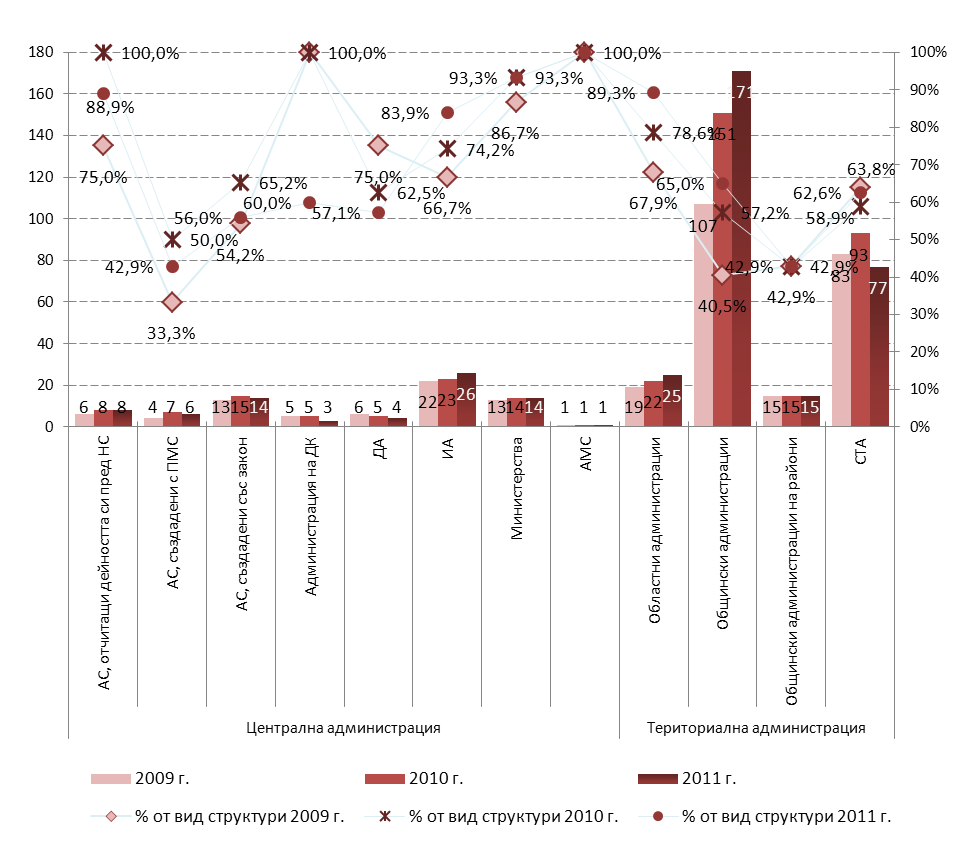 180
160
140
120
100
80
60
40
20
0
100%
90%
80%
70%
60%
50%
40%
30%
20%
10%
0%
100,0%
100,0%
100,0%
88,9%
75,0%
42,9%
50,0%
33,3%
56,0%
65,2%
54,2%
60,0%
57,1%
75,0%
62,5%
83,9%
74,2%
66,7%
93,3%
93,3%
86,7%
89,3%
78,6%
67,9%
65,0%
57,2%
40,5%
42,9%
42,9%
42,9%
62,6%
63,8%
58,9%
6 8 8
4 7 6
13 15 14
5 5 3
6 5 4
22 23 26
13 14 14
1 1 1
19 22 25
107 151 171
15 15 15
83 93 77
АС, отчитащи дейността си пред НС
АС, създадени с ПМС
АС, създадени със закон
Администрация на ДК
ДА
ИА
Министерства
АМС
Областни администрации
Общински администрации
Общински администрации на райони
СТА
Централна администрация
Териториална администрация
2009 г.
2010 г.
2011 г.
% от вид структури 2009 г.
% от вид структури 2010 г.
% от вид структури 2011 г.